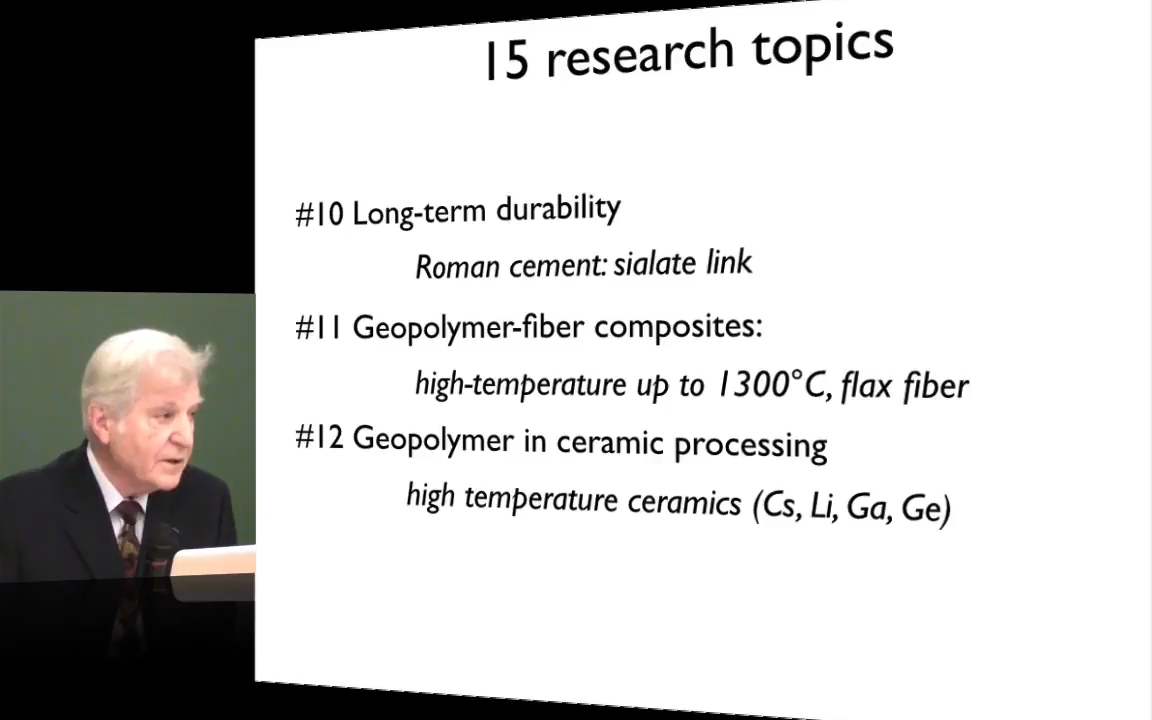 15 research topics
#10 Long-term durability
Roman cement: sialate link
#11 Geopolymer-fiber composites:
high-temperature up to 1300°C, flax fiber
#12 Geopolymer in ceramic processing
high temperature ceramics (Cs, Li, Ga, Ge)